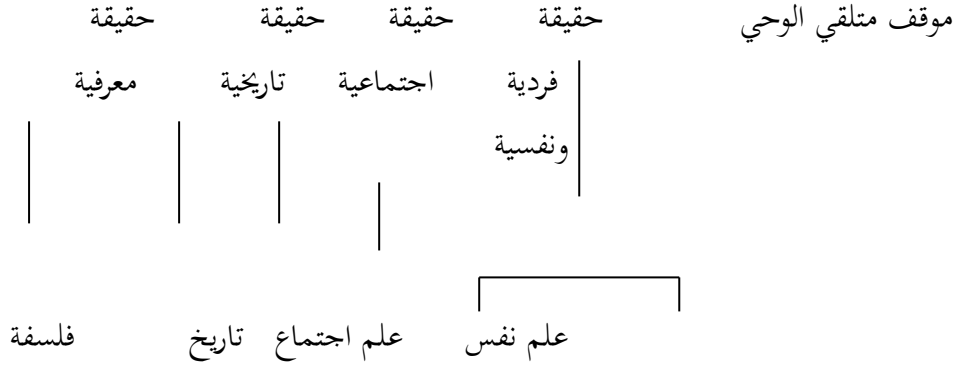 موقف متلقي الوحي حقيقة حقيقة حقيقة حقيقة
فردية اجتماعية تاريخية معرفية
ونفسية
علم نفس علم اجتماع تاريخ فلسفة